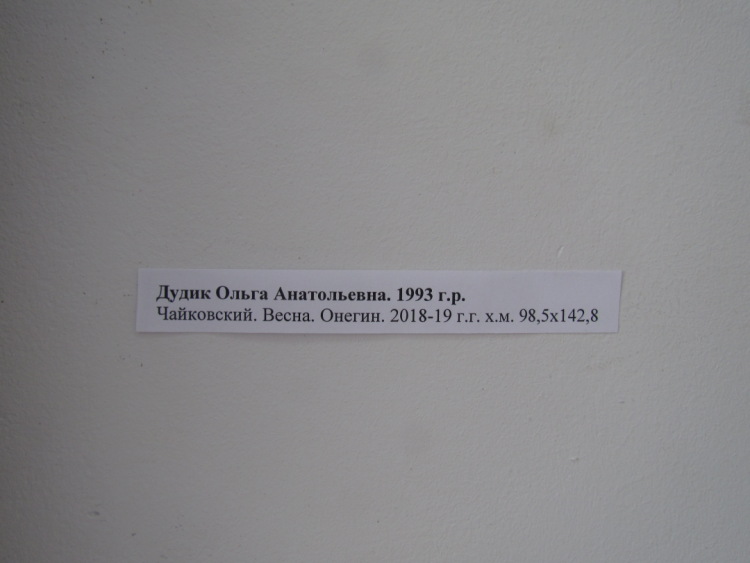 Дудик Ольга Анатольевна. 1993 г.р.
Чайковский. Весна. Онегин. 2018-19 г.г. х.м. 98,5х142,8